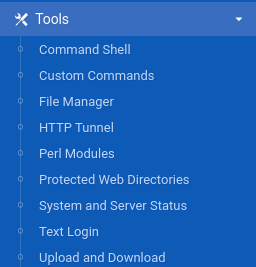 Tools
Command Shell
Custom Commands
File Manager
HTTP Tunnel
Perl Modules
Protected Web Directories
System and Server Status
Text Login
Upload and Download